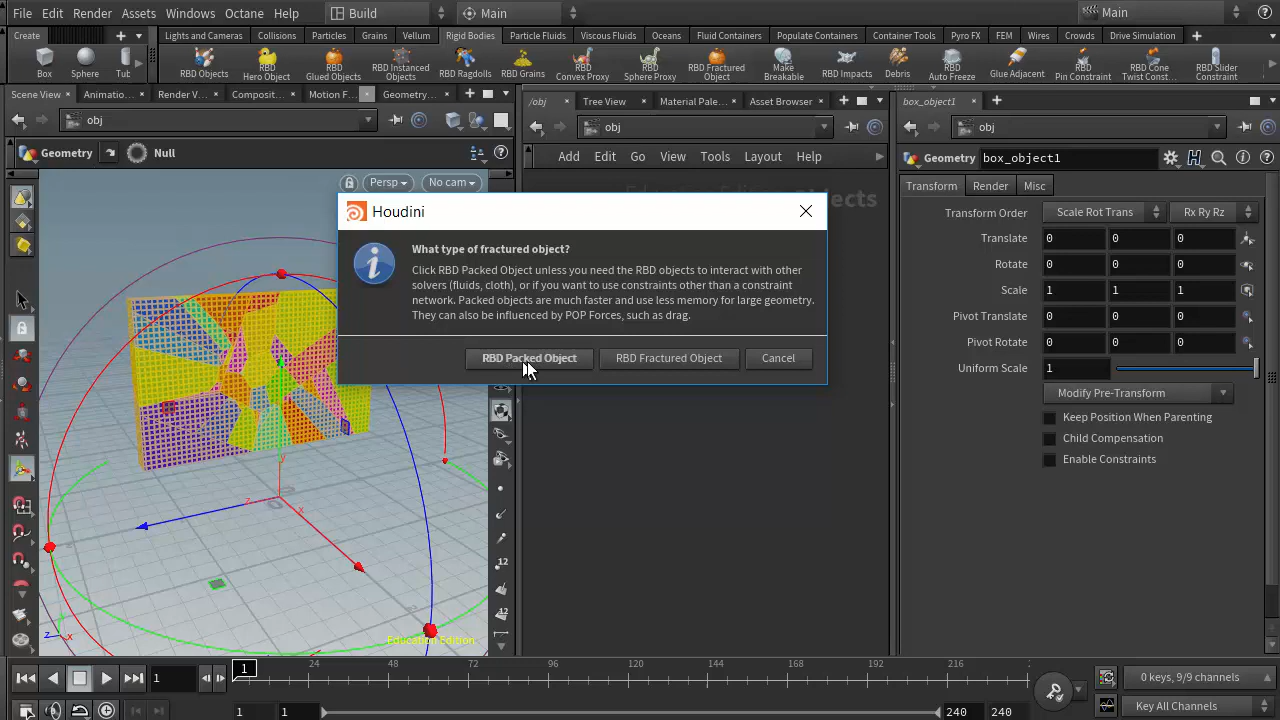 File Edit Render Assets Windows Octane Help Build Main Main
Create Lights and Cameras Collisions Particles Grains Vellum Rigid Bodies Particle Fluids Viscous Fluids Oceans Fluid Containers Populate Containers Container Tools Pyro FX FEM Wires Crowds Drive Simulation
Box Sphere Tub RBD Objects RBD Hero Object RBD Glued Objects RBD Instanced Objects RBD Ragdolls RBD Grains RBD Convex Proxy RBD Sphere Proxy RBD Fractured Object Make Breakable RBD Impacts Debris RBD Auto Freeze Glue Adjacent RBD Pin Constraint RBD Cone Twist Const... RBD Slider Constraint
Scene View Animatio... Render V... Composit... Motion F... Geometry... /obj Tree View Material Pale... Asset Browser box_object1
obj obj obj
Geometry Null Add Edit Go View Tools Layout Help Geometry box_object1
Persp No cam
Objects
Houdini
What type of fractured object?
Click RBD Packed Object unless you need the RBD objects to interact with other
solvers (fluids, cloth), or if you want to use constraints other than a constraint
network. Packed objects are much faster and use less memory for large geometry.
They can also be influenced by POP Forces, such as drag.
RBD Packed Object RBD Fractured Object Cancel
Transform Render Misc
Transform Order Scale Rot Trans Rx Ry Rz
Translate 0 0 0
Rotate 0 0 0
Scale 1 1 1
Pivot Translate 0 0 0
Pivot Rotate 0 0 0
Uniform Scale 1
Modify Pre-Transform
Keep Position When Parenting
Child Compensation
Enable Constraints
y
z
x
12
12
z x
Education Edition
1 1 24 48 72 96 120 144 168 192 216 0 keys, 9/9 channels
1 1 240 240 Key All Channels